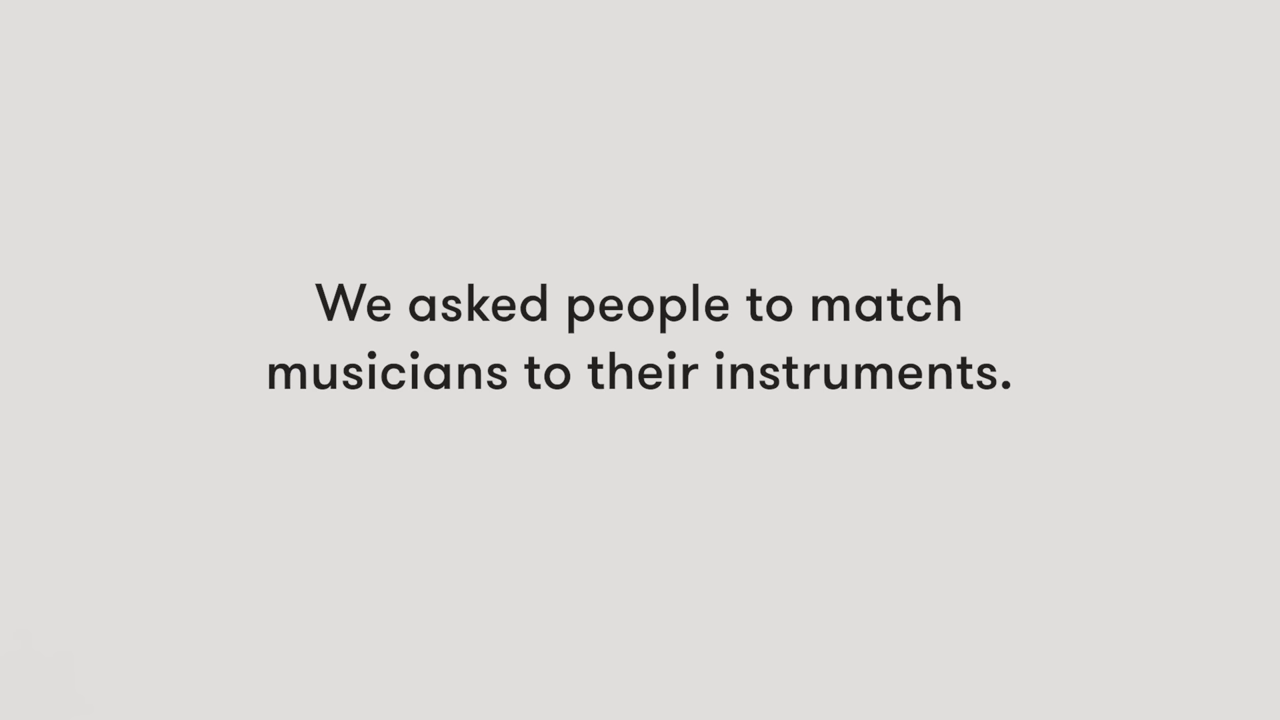 We asked people to match
musicians to their instruments.